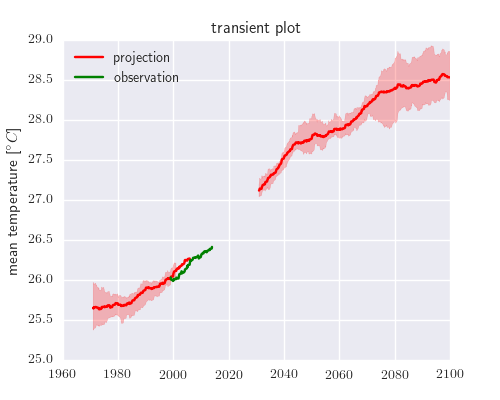 transient plot
29.0
28.5
28.0
27.5
27.0
26.5
26.0
25.5
25.0
mean temperature [°C]
projection
observation
1960 1980 2000 2020 2040 2060 2080 2100